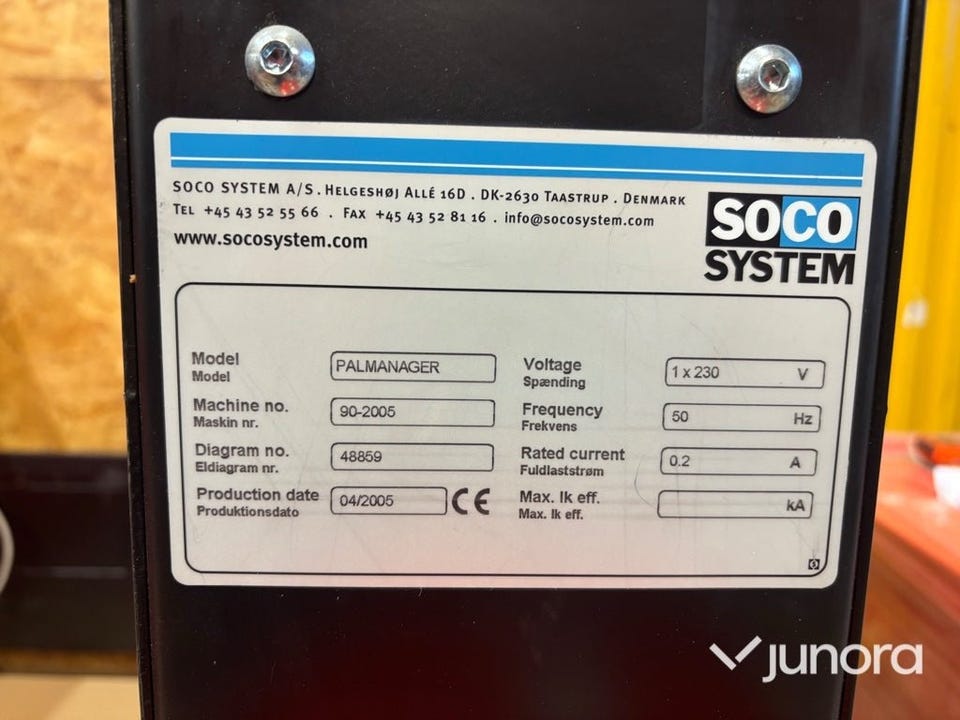 SOCO SYSTEM A/S . HELGESHØJ ALLÉ 16D . DK-2630 TAASTRUP . DENMARK
TEL +45 43 52 55 66 . FAX +45 43 52 81 16 . info@socosystem.com
www.socosystem.com
SOCO
SYSTEM
Model PALMANAGER Voltage 1 x 230 V
Model Spænding
Machine no. 90-2005 Frequency 50 Hz
Maskin nr. Frekvens
Diagram no. 48859 Rated current 0.2 A
Eldiagram nr. Fuldlaststrøm
Production date 04/2005 CE Max. Ik eff. kA
Produktionsdato Max. Ik eff.
junora